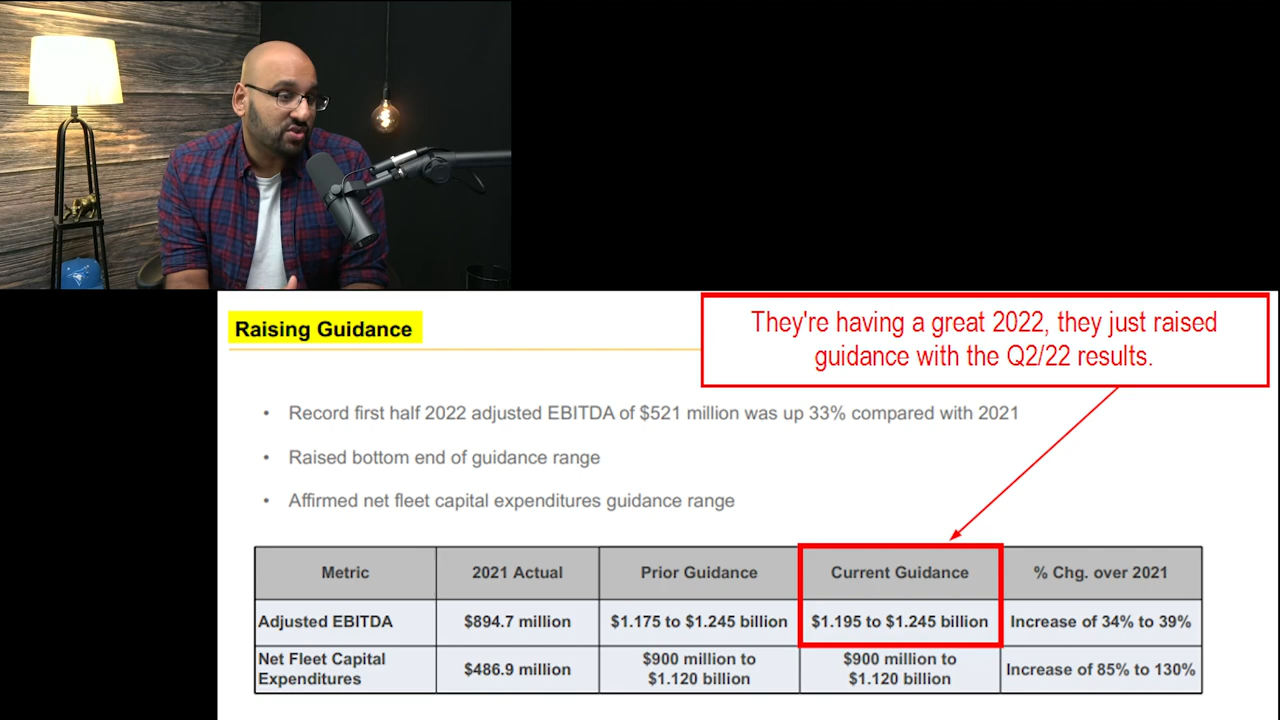 They're having a great 2022, they just raised
guidance with the Q2/22 results.
Raising Guidance
• Record first half 2022 adjusted EBITDA of $521 million was up 33% compared with 2021
• Raised bottom end of guidance range
• Affirmed net fleet capital expenditures guidance range
Metric 2021 Actual Prior Guidance Current Guidance % Chg. over 2021
Adjusted EBITDA $894.7 million $1.175 to $1.245 billion $1.195 to $1.245 billion Increase of 34% to 39%
Net Fleet Capital
Expenditures
$486.9 million
$900 million to
$1.120 billion
$900 million to
$1.120 billion
Increase of 85% to 130%